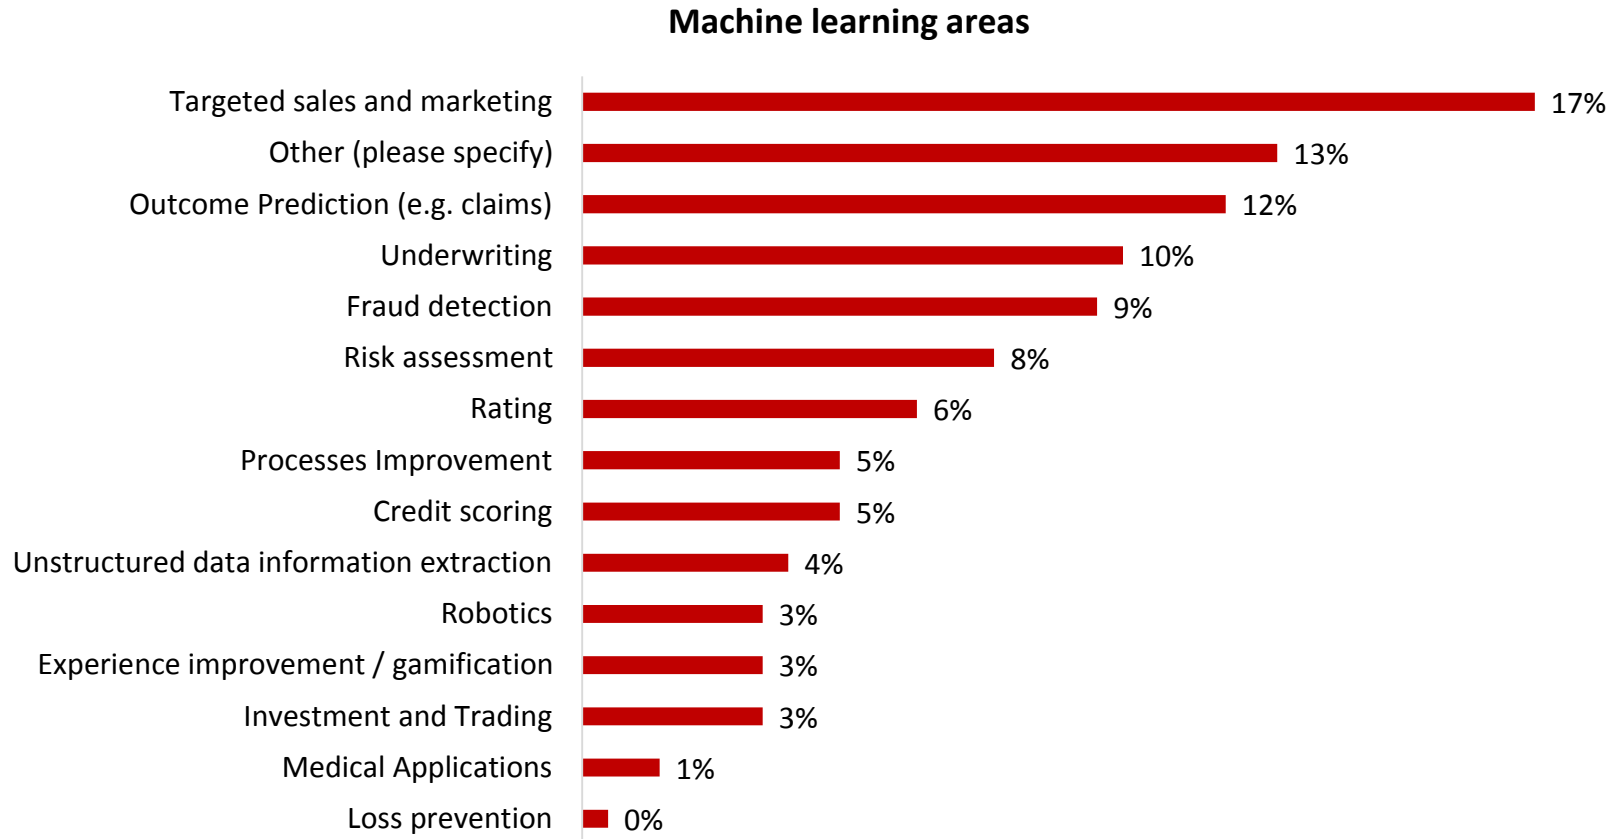 Machine learning areas
Targeted sales and marketing 17%
Other (please specify) 13%
Outcome Prediction (e.g. claims) 12%
Underwriting 10%
Fraud detection 9%
Risk assessment 8%
Rating 6%
Processes Improvement 5%
Credit scoring 5%
Unstructured data information extraction 4%
Robotics 3%
Experience improvement / gamification 3%
Investment and Trading 3%
Medical Applications 1%
Loss prevention 0%